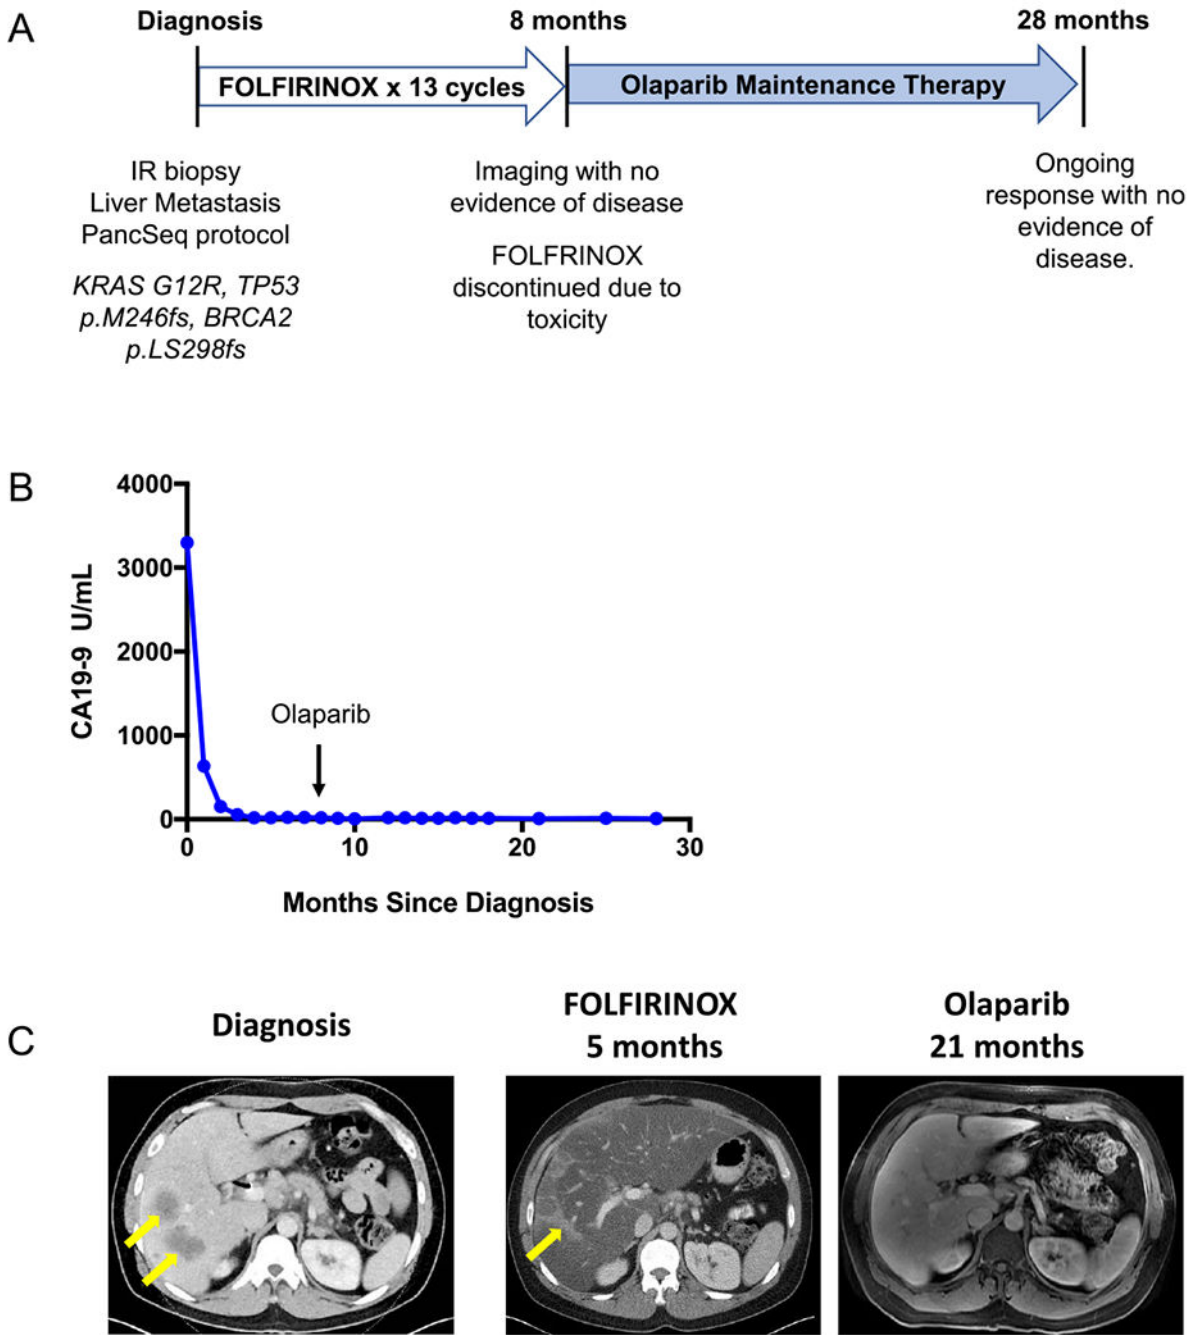 A
Diagnosis
8 months
28 months
FOLFIRINOX x 13 cycles
Olaparib Maintenance Therapy
IR biopsy
Liver Metastasis
PancSeq protocol
KRAS G12R, TP53
p.M246fs, BRCA2
p.LS298fs
Imaging with no
evidence of disease
FOLFRINOX
discontinued due to
toxicity
Ongoing
response with no
evidence of
disease.
B
CA19-9 U/mL
4000
3000
2000
1000
0
Olaparib
0
10
20
30
Months Since Diagnosis
C
Diagnosis
FOLFIRINOX
5 months
Olaparib
21 months